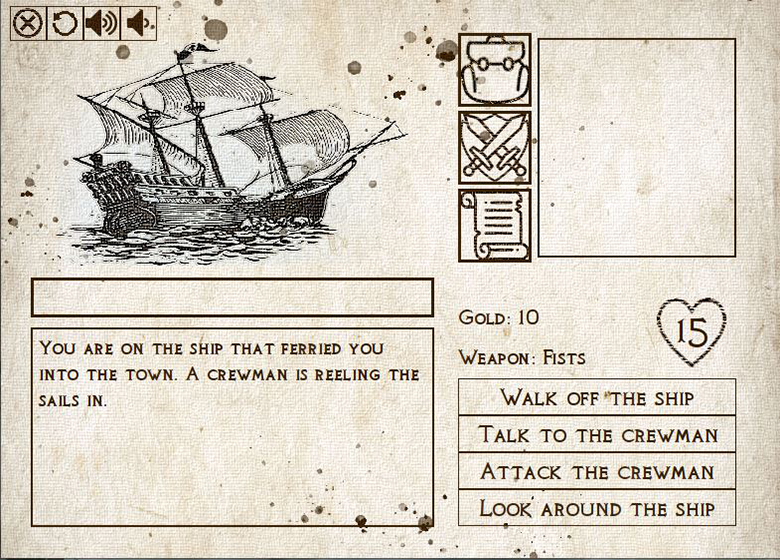 You are on the ship that ferried you
into the town. A crewman is reeling the
sails in.
Gold: 10
15
Weapon: Fists
Walk off the ship
Talk to the crewman
Attack the crewman
Look around the ship